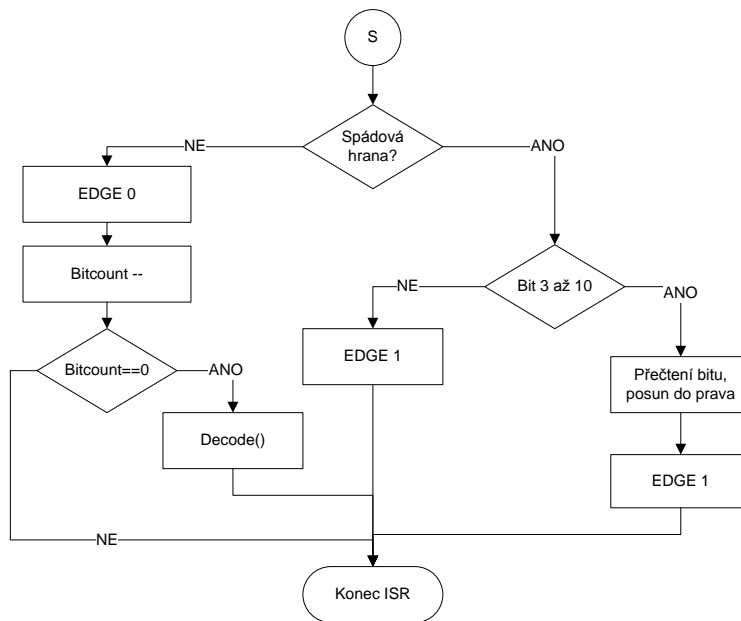 S
Spádová
hrana?
NE
ANO
EDGE 0
Bitcount --
Bit 3 až 10
NE
ANO
EDGE 1
Bitcount==0
ANO
Přečtení bitu,
posun do prava
Decode()
EDGE 1
NE
Konec ISR